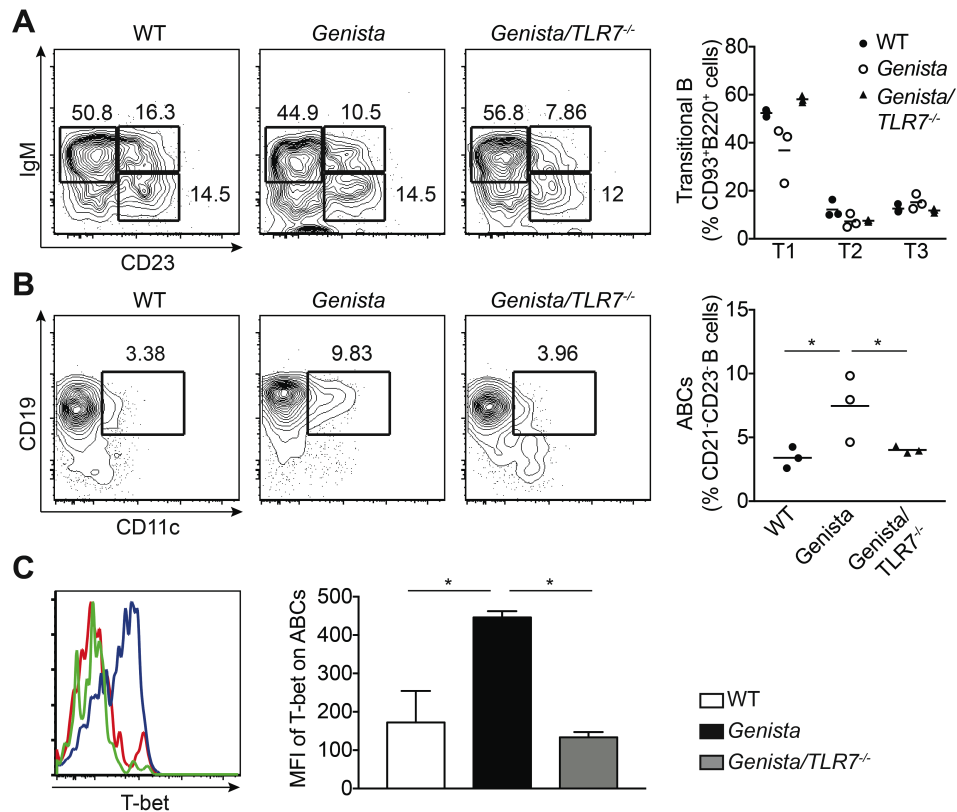 A
WT
Genista
Genista/TLR7-/-
50.8
16.3
14.5
44.9
10.5
14.5
56.8
7.86
12
IgM
CD23
Transitional B
(% CD93+B220+ cells)
80
60
40
20
0
T1
T2
T3
WT
Genista
Genista/
TLR7-/-
B
WT
Genista
Genista/TLR7-/-
3.38
9.83
3.96
CD19
CD11c
ABCs
(% CD21-CD23- B cells)
15
10
5
0
*
*
WT
Genista
Genista/
TLR7-/-
C
T-bet
MFI of T-bet on ABCs
500
400
300
200
100
0
*
*
WT
Genista
Genista/TLR7-/-